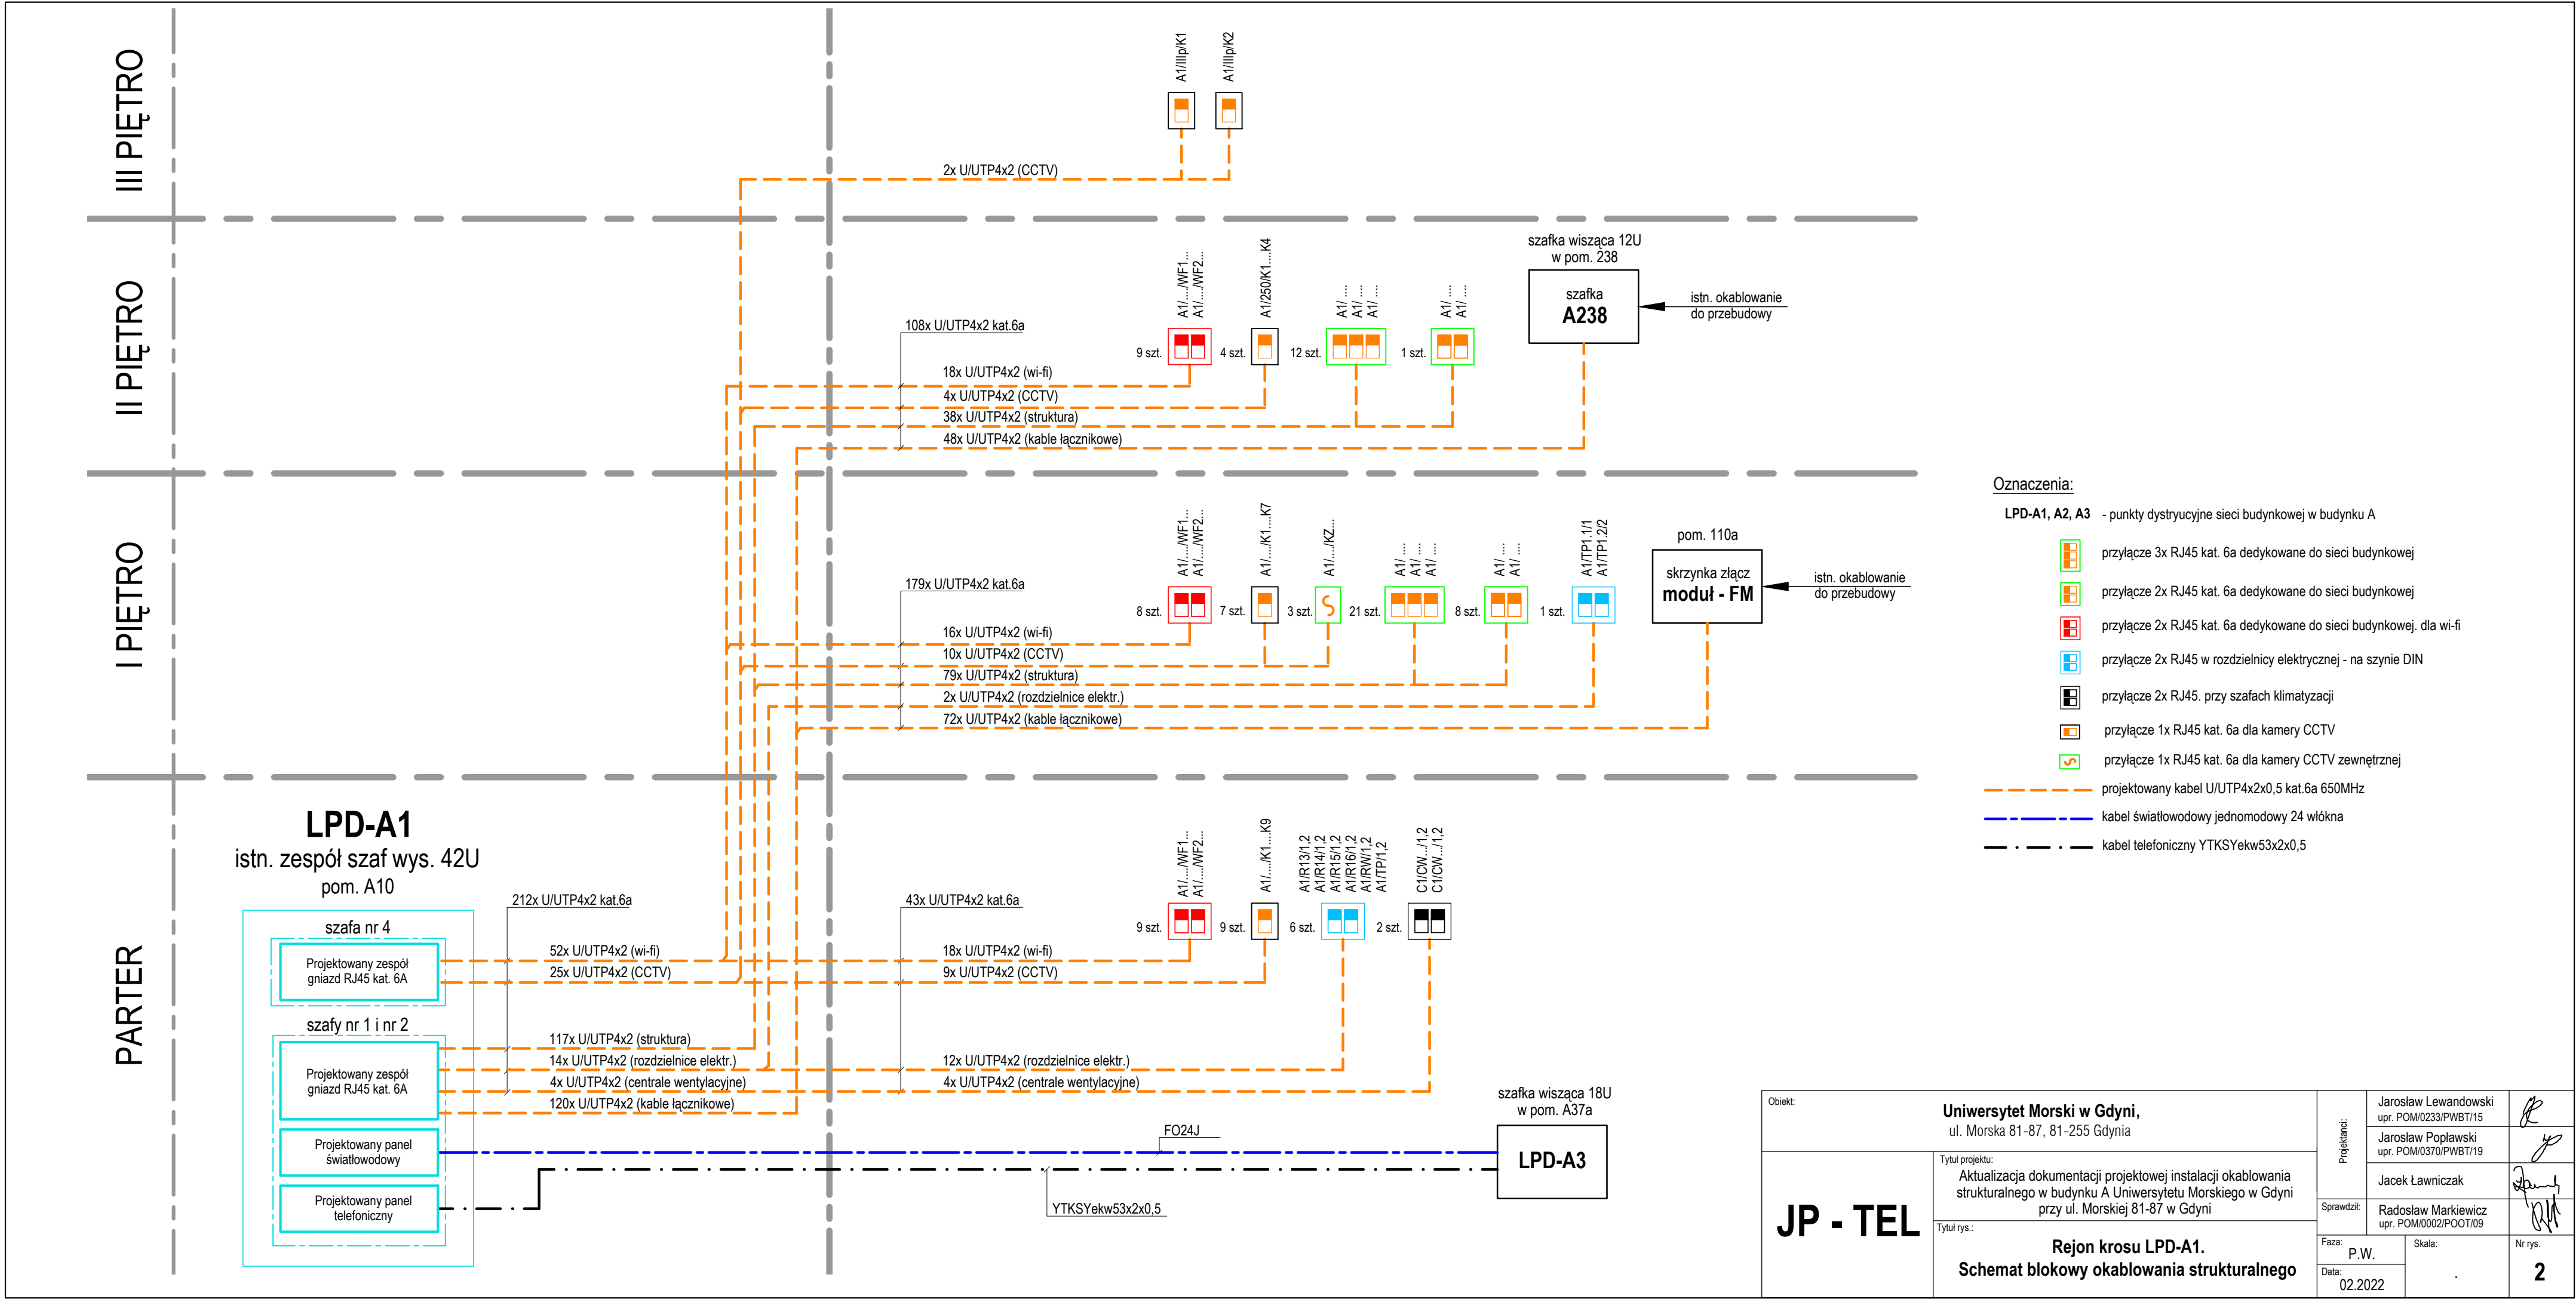 III PIĘTRO
A1/IIIp/K1
A1/IIIp/K2
2x U/UTP4x2 (CCTV)
II PIĘTRO
108x U/UTP4x2 kat.6a
A1/..../WF1...
A1/..../WF2...
9 szt.
A1/250/K1....K4
4 szt.
A1/ ....
A1/ ....
A1/ ....
12 szt.
A1/ ....
A1/ ....
1 szt.
szafka wisząca 12U
w pom. 238
szafka
A238
istn. okablowanie
do przebudowy
18x U/UTP4x2 (wi-fi)
4x U/UTP4x2 (CCTV)
38x U/UTP4x2 (struktura)
48x U/UTP4x2 (kable łącznikowe)
I PIĘTRO
179x U/UTP4x2 kat.6a
A1/..../WF1...
A1/..../WF2...
8 szt.
A1/..../K1....K7
7 szt.
A1/..../KZ...
3 szt.
A1/ ....
A1/ ....
A1/ ....
21 szt.
A1/ ....
A1/ ....
8 szt.
A1/TP1.1/1
A1/TP1.2/2
1 szt.
pom. 110a
skrzynka złącz
moduł - FM
istn. okablowanie
do przebudowy
16x U/UTP4x2 (wi-fi)
10x U/UTP4x2 (CCTV)
79x U/UTP4x2 (struktura)
2x U/UTP4x2 (rozdzielnice elektr.)
72x U/UTP4x2 (kable łącznikowe)
PARTER
LPD-A1
istn. zespół szaf wys. 42U
pom. A10
szafa nr 4
Projektowany zespół
gniazd RJ45 kat. 6A
szafy nr 1 i nr 2
Projektowany zespół
gniazd RJ45 kat. 6A
Projektowany panel
światłowodowy
Projektowany panel
telefoniczny
212x U/UTP4x2 kat.6a
52x U/UTP4x2 (wi-fi)
25x U/UTP4x2 (CCTV)
117x U/UTP4x2 (struktura)
14x U/UTP4x2 (rozdzielnice elektr.)
4x U/UTP4x2 (centrale wentylacyjne)
120x U/UTP4x2 (kable łącznikowe)
43x U/UTP4x2 kat.6a
A1/..../WF1...
A1/..../WF2...
9 szt.
A1/..../K1....K9
9 szt.
A1/R13/1,2
A1/R14/1,2
A1/R15/1,2
A1/R16/1,2
A1/RW/1,2
A1/TP/1,2
6 szt.
C1/CW.../1,2
C1/CW.../1,2
2 szt.
18x U/UTP4x2 (wi-fi)
9x U/UTP4x2 (CCTV)
12x U/UTP4x2 (rozdzielnice elektr.)
4x U/UTP4x2 (centrale wentylacyjne)
FO24J
YTKSYekw53x2x0,5
szafka wisząca 18U
w pom. A37a
LPD-A3
Oznaczenia:
LPD-A1, A2, A3 - punkty dystryucyjne sieci budynkowej w budynku A
przyłącze 3x RJ45 kat. 6a dedykowane do sieci budynkowej
przyłącze 2x RJ45 kat. 6a dedykowane do sieci budynkowej
przyłącze 2x RJ45 kat. 6a dedykowane do sieci budynkowej. dla wi-fi
przyłącze 2x RJ45 w rozdzielnicy elektrycznej - na szynie DIN
przyłącze 2x RJ45. przy szafach klimatyzacji
przyłącze 1x RJ45 kat. 6a dla kamery CCTV
przyłącze 1x RJ45 kat. 6a dla kamery CCTV zewnętrznej
projektowany kabel U/UTP4x2x0,5 kat.6a 650MHz
kabel światłowodowy jednomodowy 24 włókna
kabel telefoniczny YTKSYekw53x2x0,5
Obiekt:
Uniwersytet Morski w Gdyni,
ul. Morska 81-87, 81-255 Gdynia
JP - TEL
Tytuł projektu:
Aktualizacja dokumentacji projektowej instalacji okablowania
strukturalnego w budynku A Uniwersytetu Morskiego w Gdyni
przy ul. Morskiej 81-87 w Gdyni
Tytuł rys.:
Rejon krosu LPD-A1.
Schemat blokowy okablowania strukturalnego
Projektanci:
Jarosław Lewandowski
upr. POM/0233/PWBT/15
Jarosław Popławski
upr. POM/0370/PWBT/19
Jacek Ławniczak
Sprawdził:
Radosław Markiewicz
upr. POM/0002/POOT/09
Faza:
P.W.
Skala:
.
Nr rys.
2
Data:
02.2022